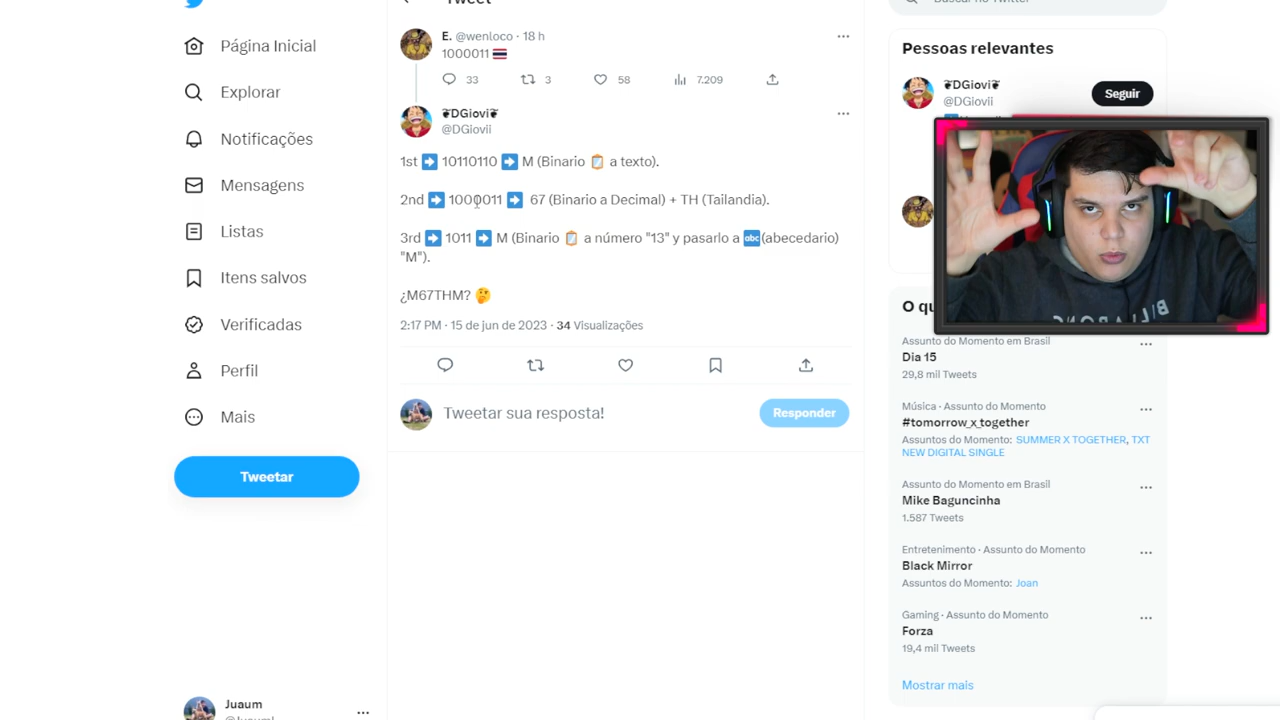 Tweet
Página Inicial
Explorar
Notificações
Mensagens
Listas
Itens salvos
Verificadas
Perfil
Mais
Tweetar
Juaum
E. @wenloco · 18 h
1000011 🇹🇭
33 3 58 7.209
❦DGiovi❦
@DGiovii
1st ➡️ 10110110 ➡️ M (Binario 📋 a texto).
2nd ➡️ 1000011 ➡️ 67 (Binario a Decimal) + TH (Tailandia).
3rd ➡️ 1011 ➡️ M (Binario 📋 a número "13" y pasarlo a 🔤(abecedario)
"M").
¿M67THM? 🤔
2:17 PM · 15 de jun de 2023 · 34 Visualizações
Tweetar sua resposta!
Responder
Buscar no Twitter
Pessoas relevantes
❦DGiovi❦
@DGiovii
Seguir
BILLABONG
O qu
Assunto do Momento em Brasil
Dia 15
29,8 mil Tweets
Música · Assunto do Momento
#tomorrow_x_together
Assuntos do Momento: SUMMER X TOGETHER, TXT
NEW DIGITAL SINGLE
Assunto do Momento em Brasil
Mike Baguncinha
1.587 Tweets
Entretenimento · Assunto do Momento
Black Mirror
Assuntos do Momento: Joan
Gaming · Assunto do Momento
Forza
19,4 mil Tweets
Mostrar mais